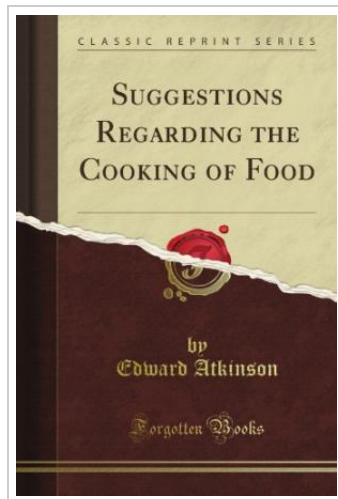 CLASSIC REPRINT SERIES
SUGGESTIONS
REGARDING THE
COOKING OF FOOD
by
Edward Atkinson
Forgotten Books